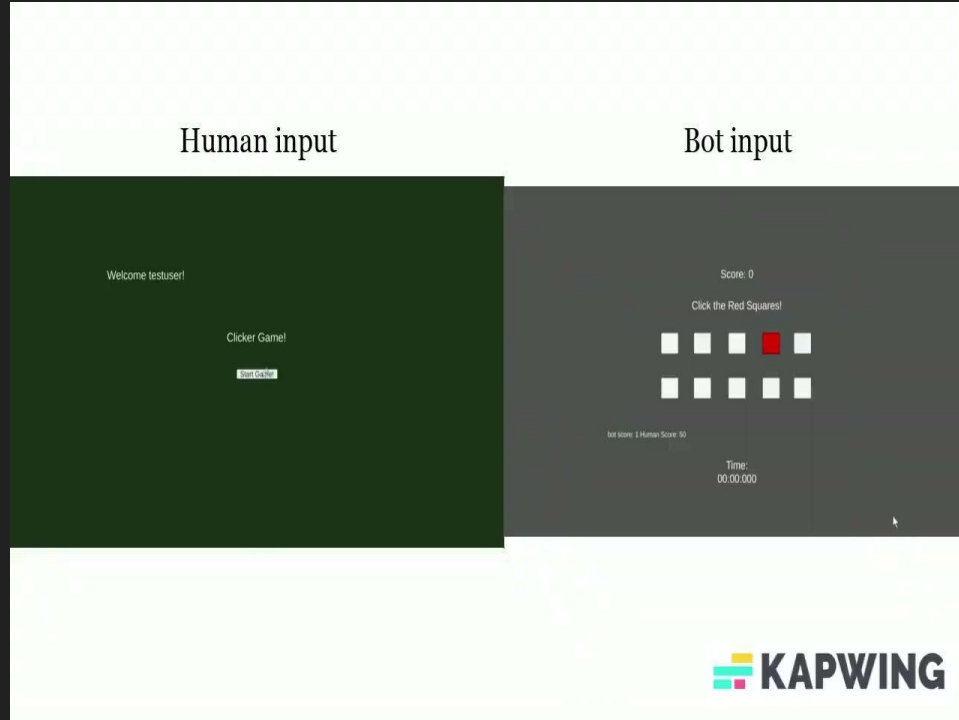 Human input
Bot input
Welcome testuser!
Clicker Game!
Start Game!
Score: 0
Click the Red Squares!
bot score: 1 Human Score: 50
Time:
00:00:000
KAPWING